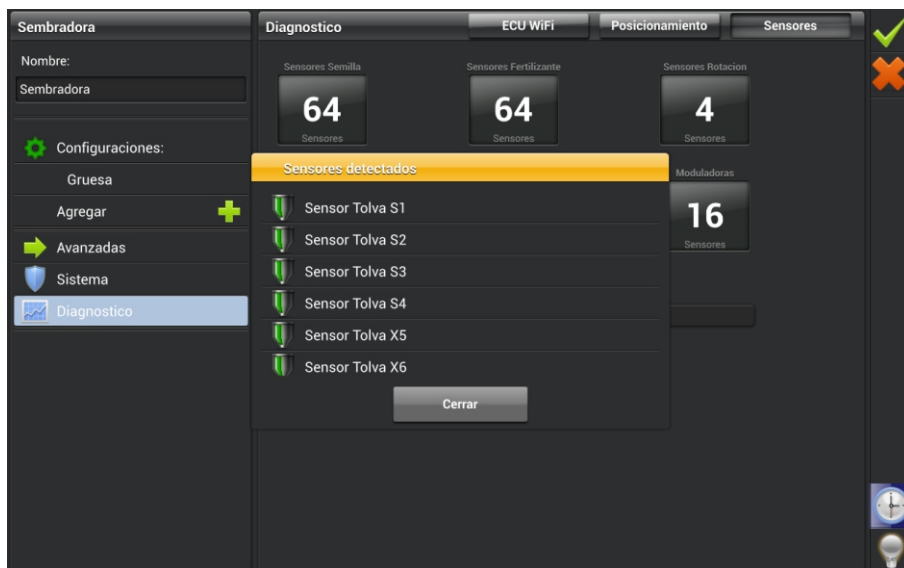 Sembradora
Nombre:
Sembradora
Configuraciones:
Gruesa
Agregar
Avanzadas
Sistema
Diagnostico
Diagnostico
ECU WiFi
Posicionamiento
Sensores
Sensores Semilla
64
Sensores
Sensores Fertilizante
64
Sensores
Sensores Rotacion
4
Sensores
Moduladoras
16
Sensores
Sensores detectados
Sensor Tolva S1
Sensor Tolva S2
Sensor Tolva S3
Sensor Tolva S4
Sensor Tolva X5
Sensor Tolva X6
Cerrar